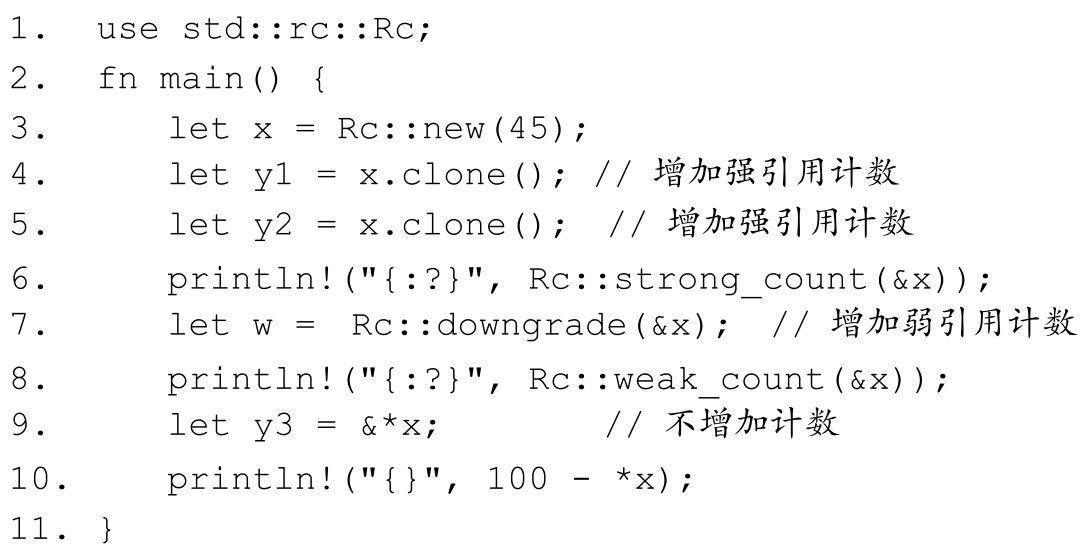 1. use std::rc::Rc;
2. fn main() {
3. let x = Rc::new(45);
4. let y1 = x.clone(); // 增加强引用计数
5. let y2 = x.clone(); // 增加强引用计数
6. println!("{:?}", Rc::strong_count(&x));
7. let w = Rc::downgrade(&x); // 增加弱引用计数
8. println!("{:?}", Rc::weak_count(&x));
9. let y3 = &*x; // 不增加计数
10. println!("{}", 100 - *x);
11. }